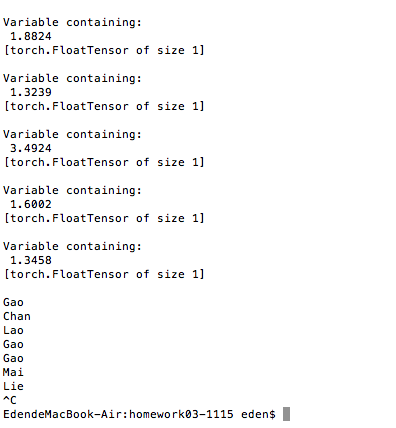 Variable containing:
 1.8824
[torch.FloatTensor of size 1]

Variable containing:
 1.3239
[torch.FloatTensor of size 1]

Variable containing:
 3.4924
[torch.FloatTensor of size 1]

Variable containing:
 1.6002
[torch.FloatTensor of size 1]

Variable containing:
 1.3458
[torch.FloatTensor of size 1]

Gao
Chan
Lao
Gao
Gao
Mai
Lie
^C
EdendeMacBook-Air:homework03-1115 eden$